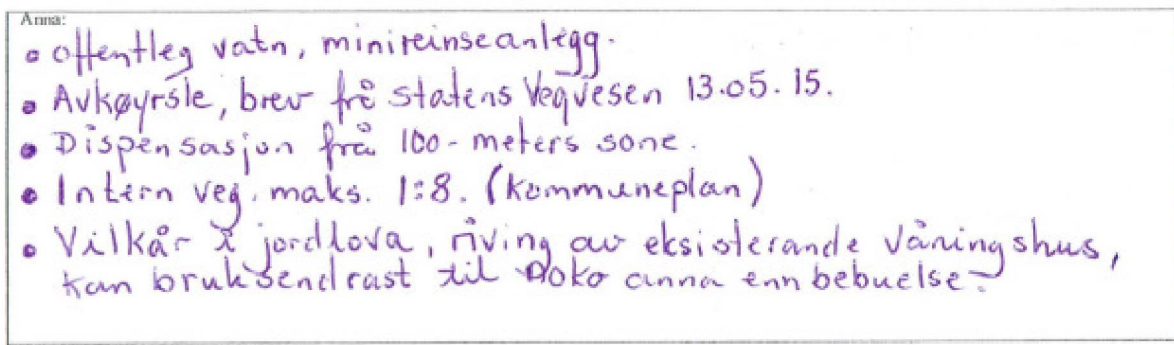 Anna:
• offentleg vatn, minireinseanlegg.
• Avkøyrsle, brev frå statens Vegvesen 13.05.15.
• Dispensasjon frå 100-meters sone.
• Intern veg. maks. 1:8. (kommuneplan)
• Vilkår i jordlova, riving av eksisterande våningshus,
kan bruksendrast til noko anna enn bebuelse.